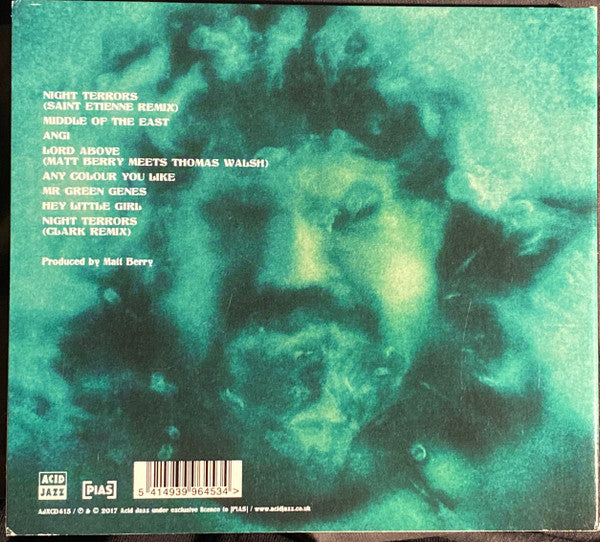 NIGHT TERRORS
(SAINT ETIENNE REMIX)
MIDDLE OF THE EAST
ANGI
LORD ABOVE
(MATT BERRY MEETS THOMAS WALSH)
ANY COLOUR YOU LIKE
MR GREEN GENES
HEY LITTLE GIRL
NIGHT TERRORS
(CLARK REMIX)
Produced by Matt Berry
ACID
JAZZ
[PIAS]
5 414939 964534 >
AJXCD415 / ℗ & © 2017 Acid Jazz under exclusive licence to [PIAS] / www.acidjazz.co.uk